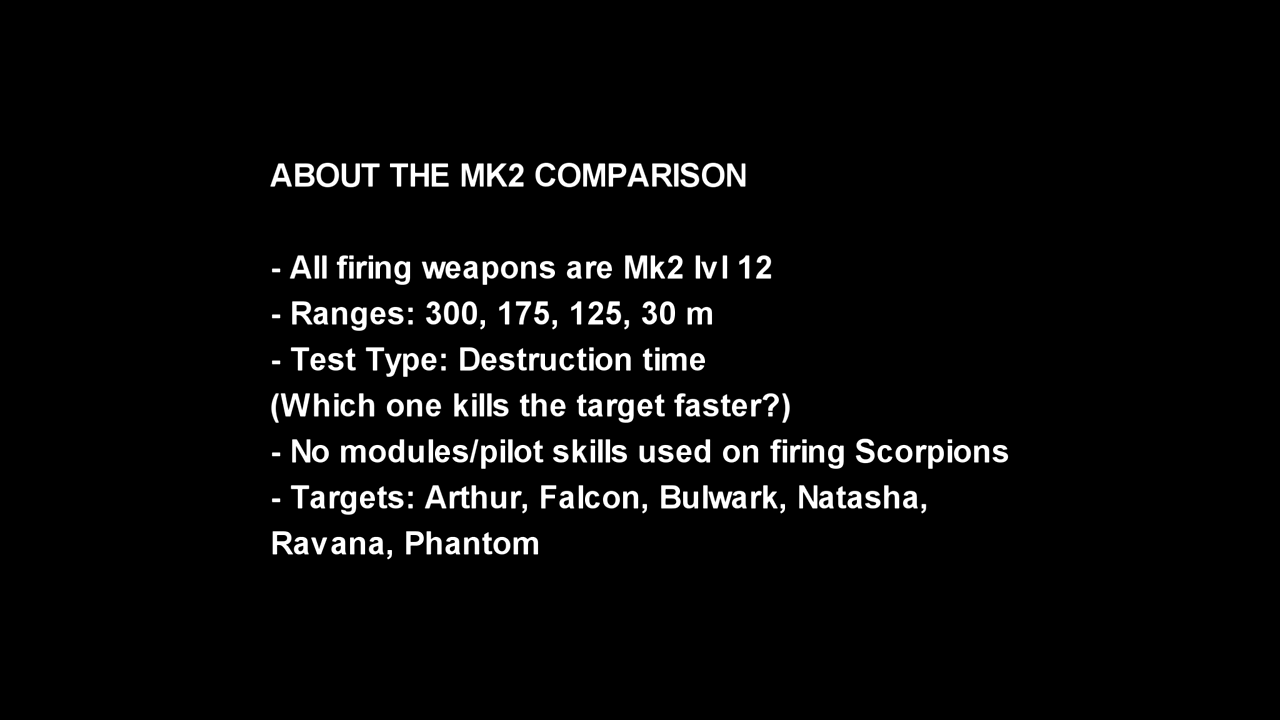 ABOUT THE MK2 COMPARISON
- All firing weapons are Mk2 lvl 12
- Ranges: 300, 175, 125, 30 m
- Test Type: Destruction time
(Which one kills the target faster?)
- No modules/pilot skills used on firing Scorpions
- Targets: Arthur, Falcon, Bulwark, Natasha,
Ravana, Phantom